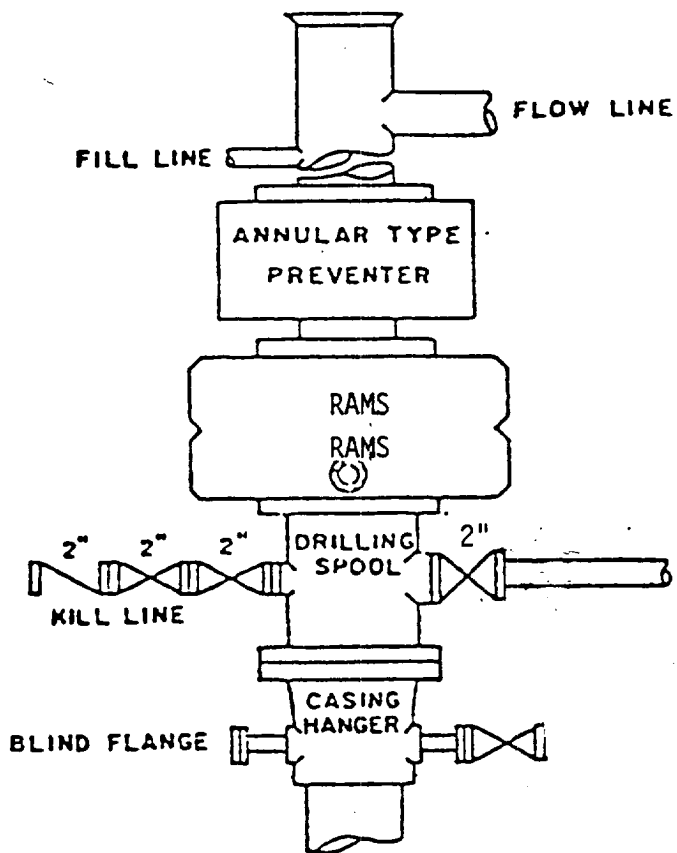 FLOW LINE
FILL LINE
ANNULAR TYPE
PREVENTER
RAMS
RAMS
2" 2" 2"
DRILLING
SPOOL
2"
KILL LINE
CASING
HANGER
BLIND FLANGE